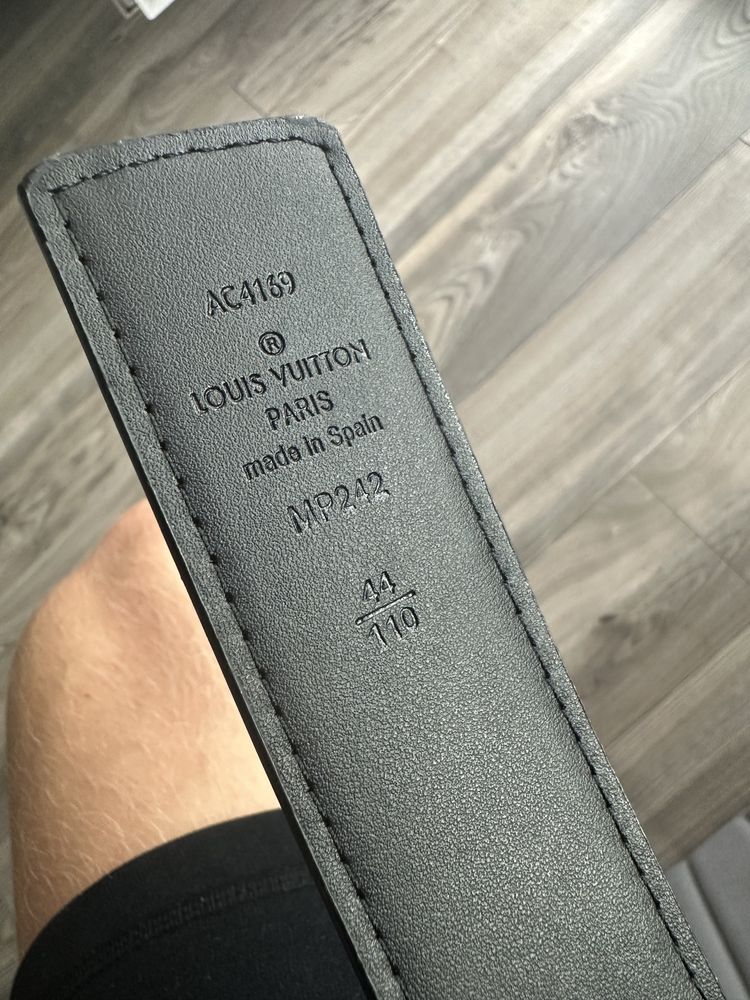 AC4169
®
LOUIS VUITTON
PARIS
made in Spain
MP242
44
110